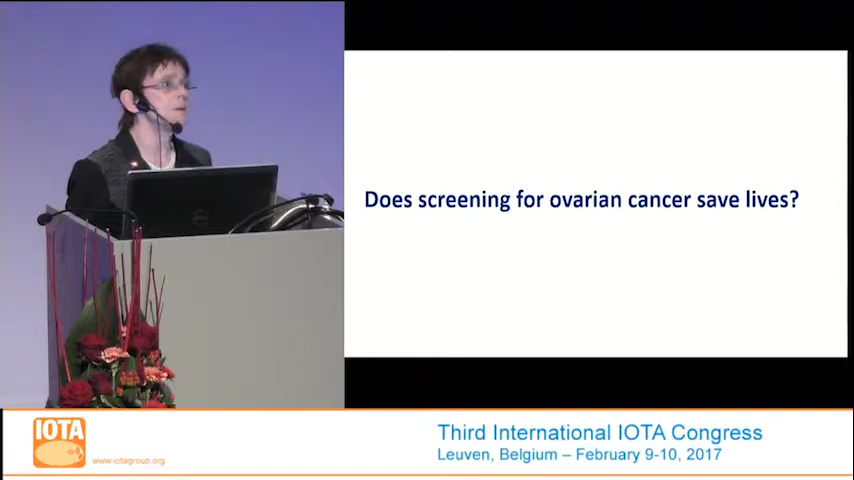 Does screening for ovarian cancer save lives?
IOTA
www.iotagroup.org
Third International IOTA Congress
Leuven, Belgium – February 9-10, 2017